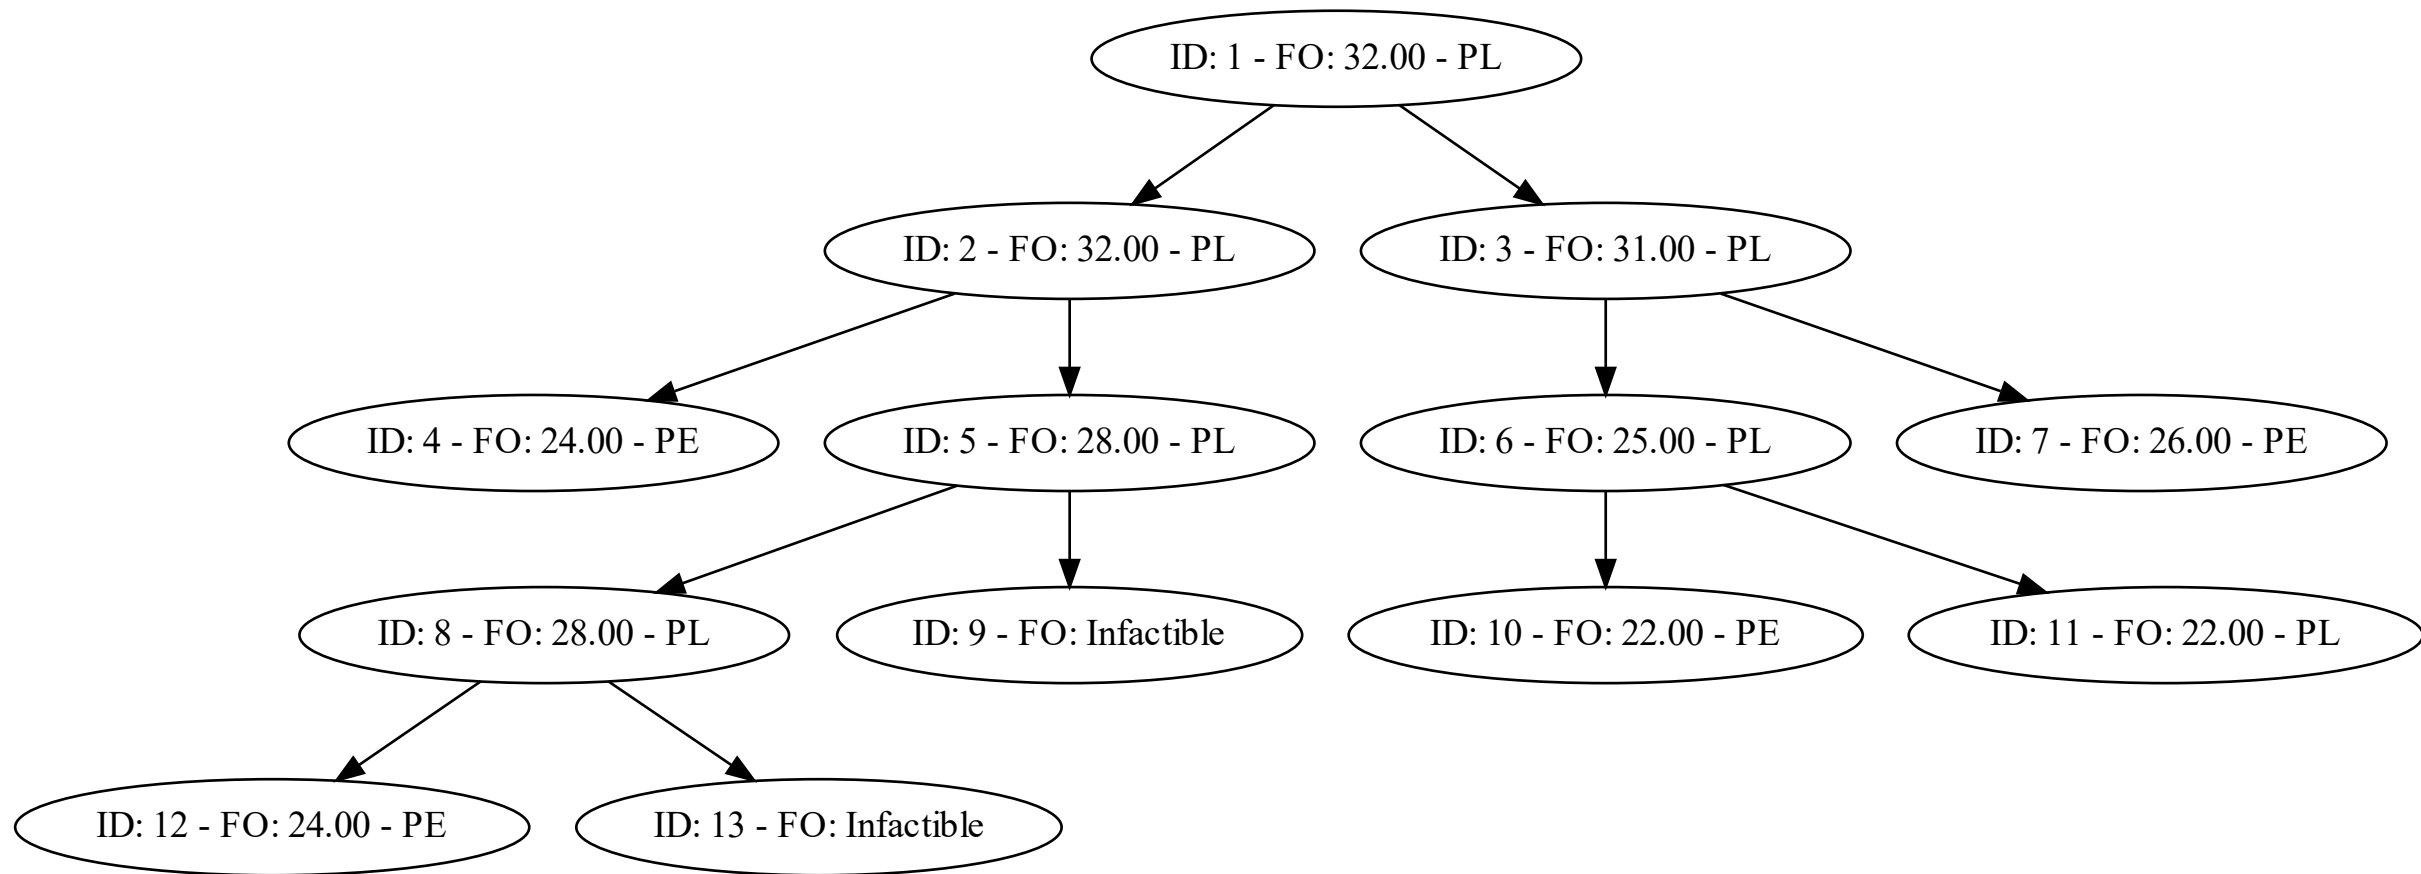 ID: 1 - FO: 32.00 - PL
ID: 2 - FO: 32.00 - PL
ID: 3 - FO: 31.00 - PL
ID: 4 - FO: 24.00 - PE
ID: 5 - FO: 28.00 - PL
ID: 6 - FO: 25.00 - PL
ID: 7 - FO: 26.00 - PE
ID: 8 - FO: 28.00 - PL
ID: 9 - FO: Infactible
ID: 10 - FO: 22.00 - PE
ID: 11 - FO: 22.00 - PL
ID: 12 - FO: 24.00 - PE
ID: 13 - FO: Infactible